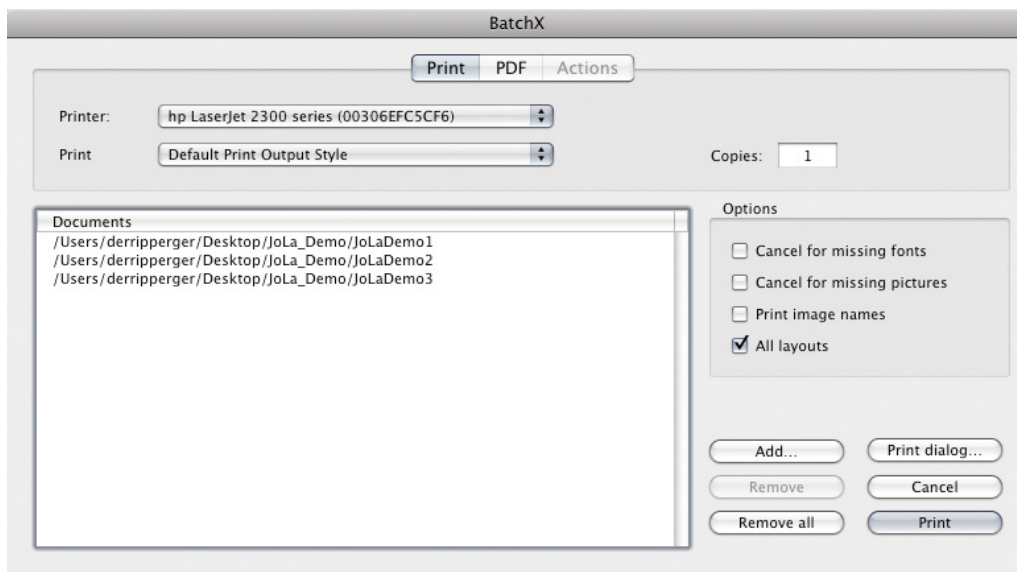 BatchX
Print PDF Actions
Printer: hp LaserJet 2300 series (00306EFC5CF6)
Print Default Print Output Style
Copies: 1
Documents
/Users/derripperger/Desktop/JoLa_Demo/JoLaDemo1
/Users/derripperger/Desktop/JoLa_Demo/JoLaDemo2
/Users/derripperger/Desktop/JoLa_Demo/JoLaDemo3
Options
Cancel for missing fonts
Cancel for missing pictures
Print image names
All layouts
Add... Print dialog...
Remove Cancel
Remove all Print